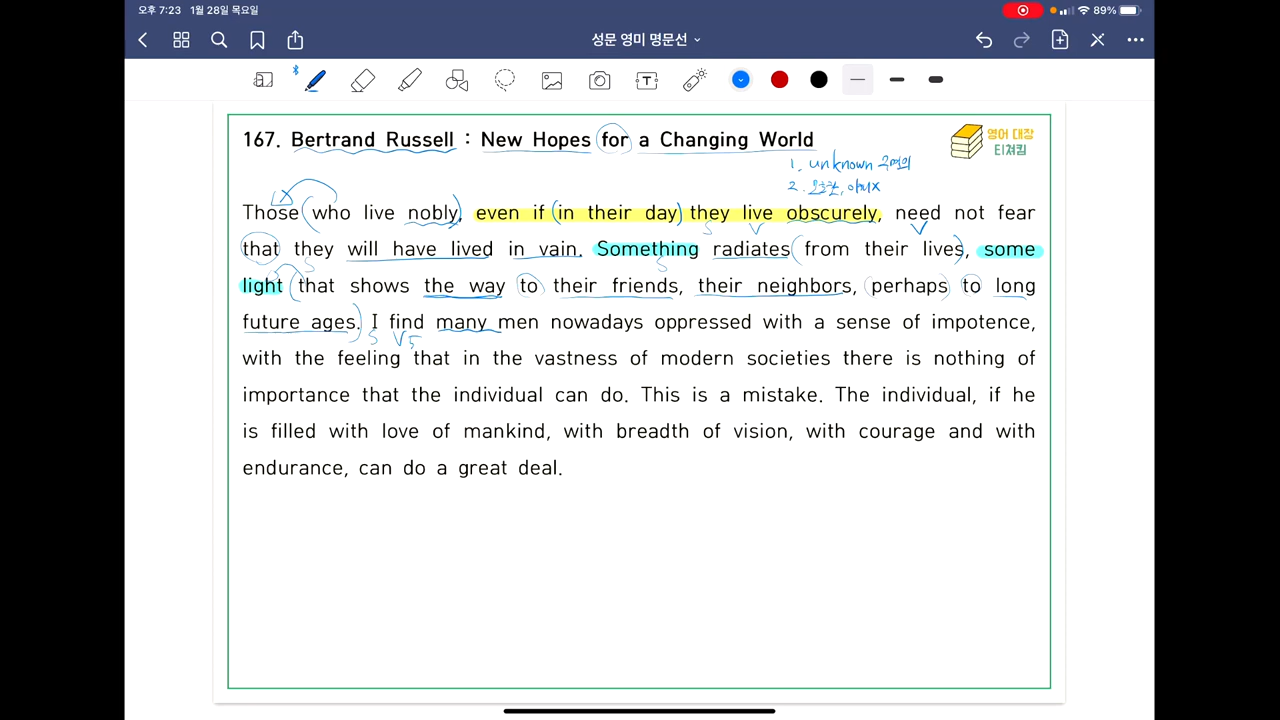 오후 7:23 1월 28일 목요일
89%
성문 영미 명문선
167. Bertrand Russell : New Hopes for a Changing World
영어 대장
티쳐킴
1. unknown 무명의
2.
Those who live nobly, even if in their day they live obscurely, need not fear
S V V
that they will have lived in vain. Something radiates from their lives, some
S S
light that shows the way to their friends, their neighbors, perhaps to long
future ages. I find many men nowadays oppressed with a sense of impotence,
S V5
with the feeling that in the vastness of modern societies there is nothing of
importance that the individual can do. This is a mistake. The individual, if he
is filled with love of mankind, with breadth of vision, with courage and with
endurance, can do a great deal.